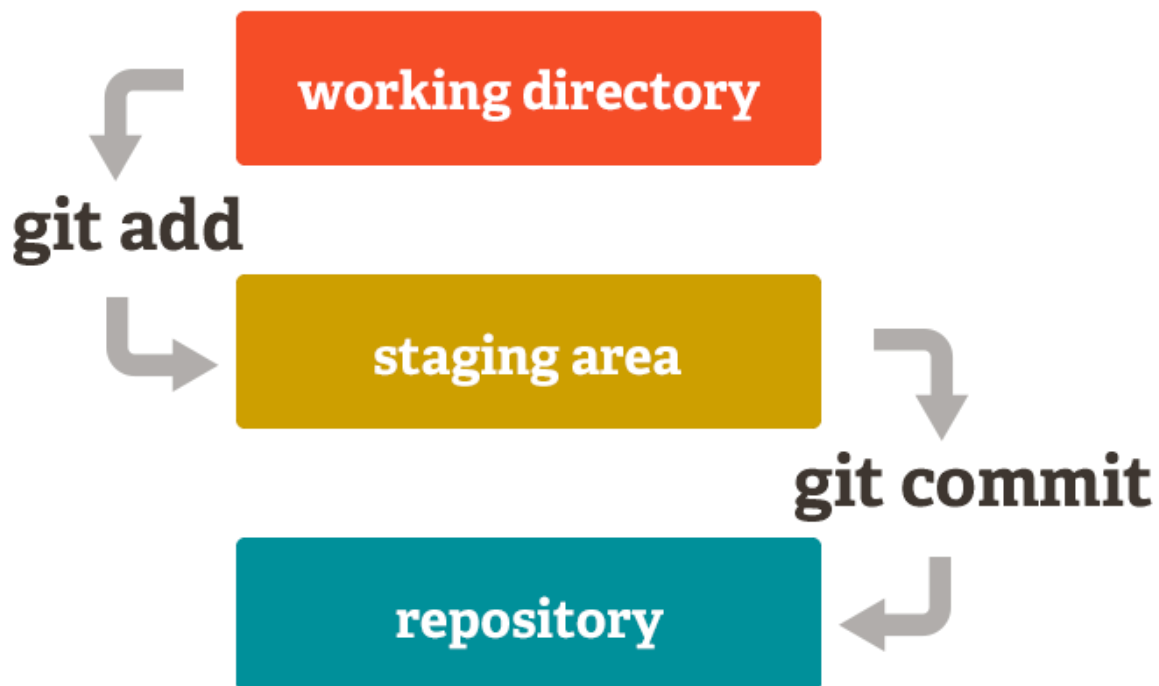 working directory
git add
staging area
git commit
repository